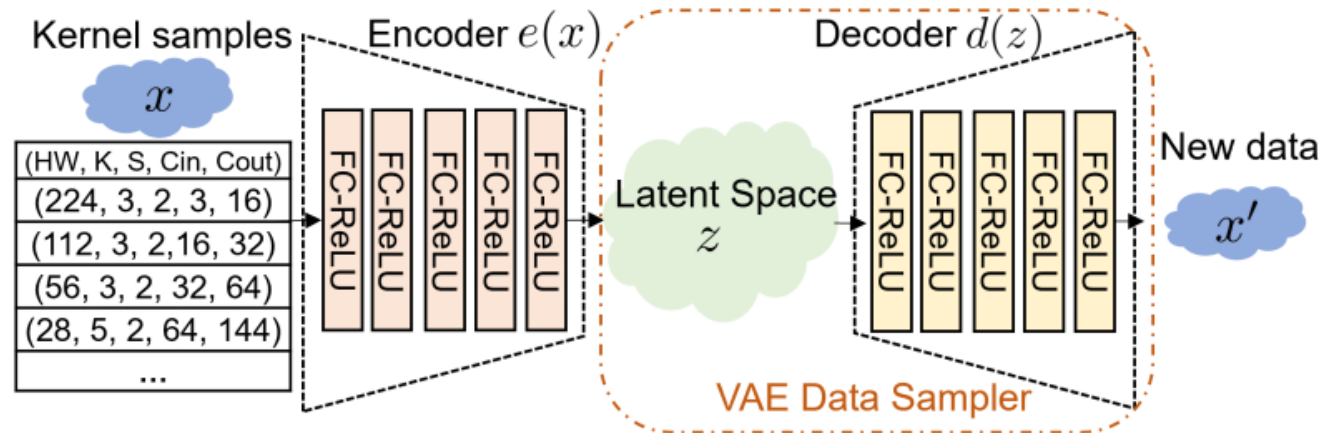 Kernel samples
x
(HW, K, S, Cin, Cout)
(224, 3, 2, 3, 16)
(112, 3, 2,16, 32)
(56, 3, 2, 32, 64)
(28, 5, 2, 64, 144)
...
Encoder e(x)
FC-ReLU
FC-ReLU
FC-ReLU
FC-ReLU
FC-ReLU
Latent Space
z
Decoder d(z)
FC-ReLU
FC-ReLU
FC-ReLU
FC-ReLU
FC-ReLU
VAE Data Sampler
New data
x′